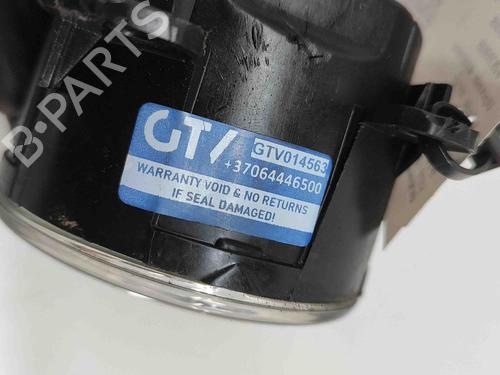 GTV
GTV014563
+37064446500
WARRANTY VOID & NO RETURNS
IF SEAL DAMAGED!
B-PARTS